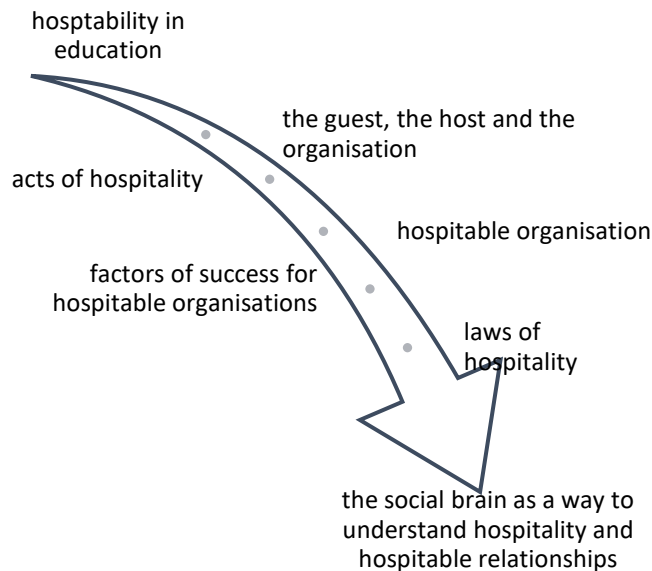 hosptability in
education
the guest, the host and the
organisation
acts of hospitality
hospitable organisation
factors of success for
hospitable organisations
laws of
hospitality
the social brain as a way to
understand hospitality and
hospitable relationships